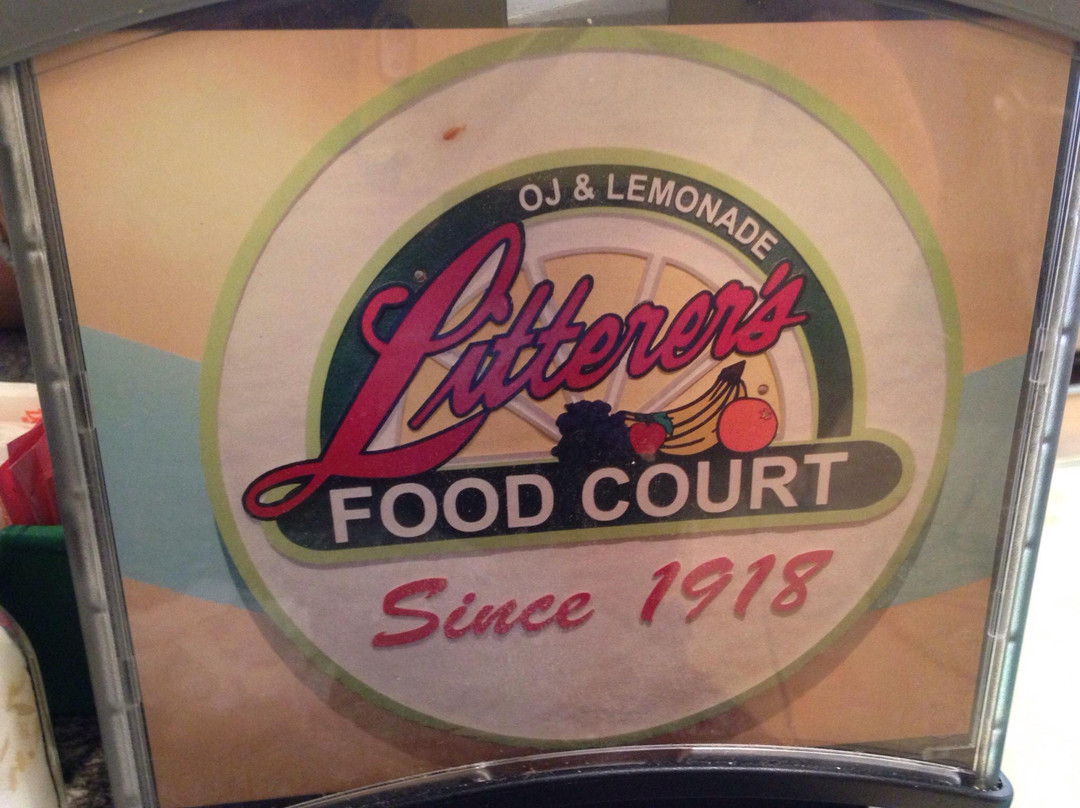 OJ & LEMONADE
Litterer's
FOOD COURT
Since 1918